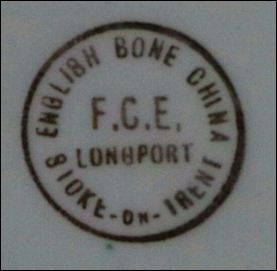 ENGLISH BONE CHINA
F.C.E.
LONGPORT
STOKE-ON-TRENT